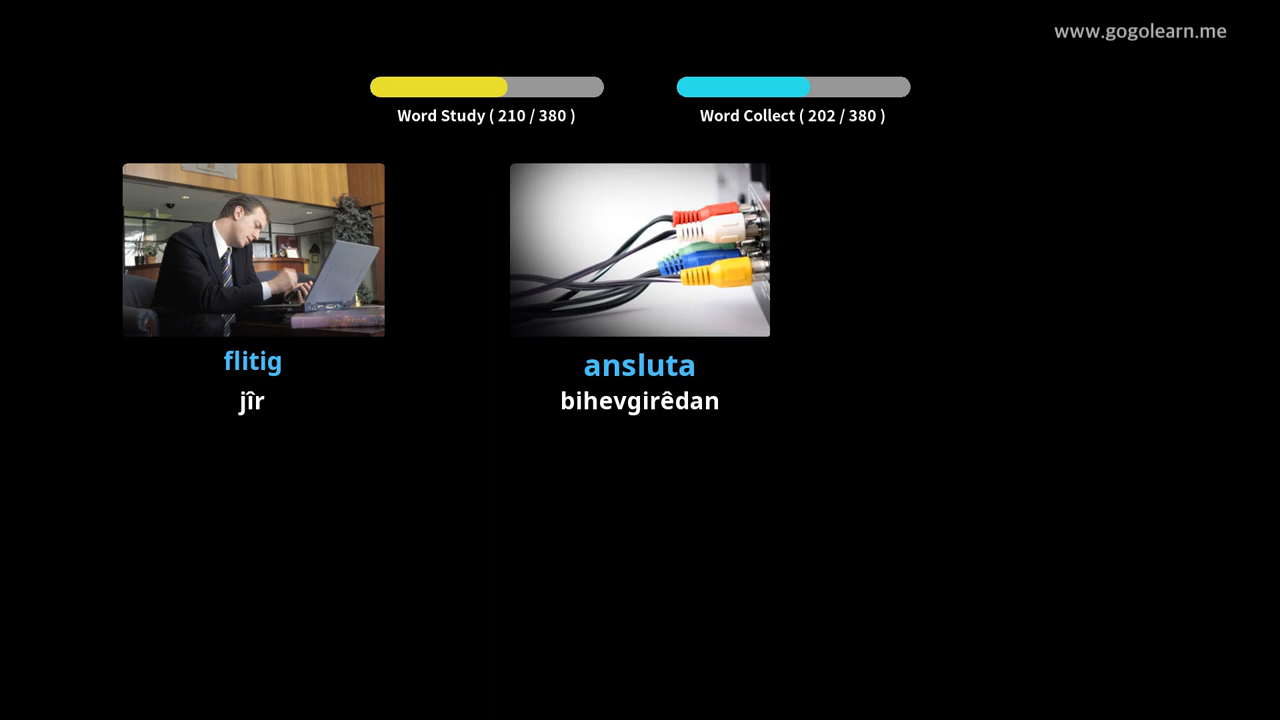 www.gogolearn.me
Word Study ( 210 / 380 )
Word Collect ( 202 / 380 )
flitig
jîr
ansluta
bihevgirêdan